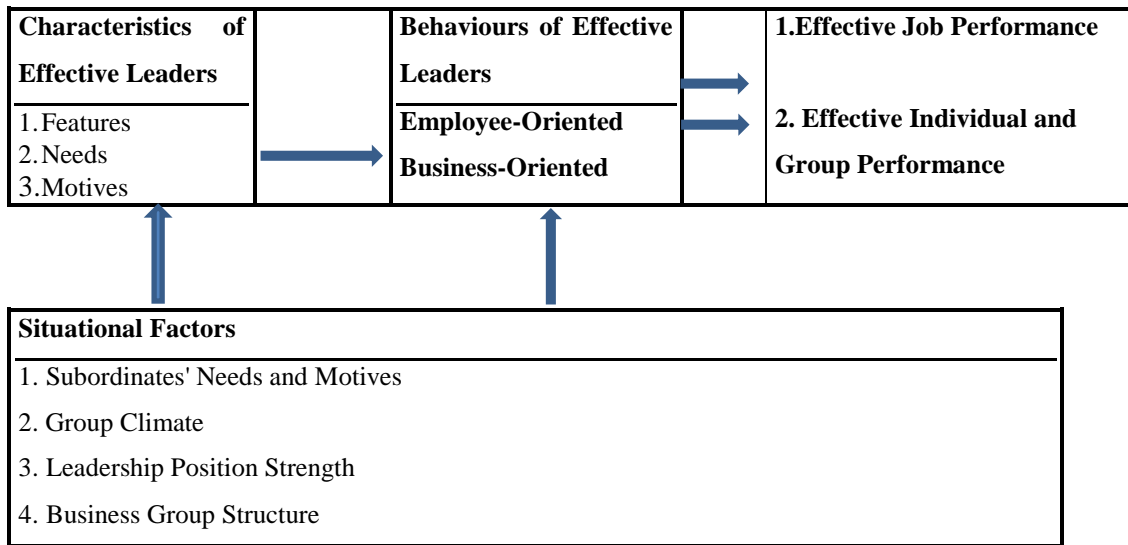 Characteristics of
Effective Leaders
1.Features
2.Needs
3.Motives
Behaviours of Effective
Leaders
Employee-Oriented
Business-Oriented
1.Effective Job Performance
2. Effective Individual and
Group Performance
Situational Factors
1. Subordinates' Needs and Motives
2. Group Climate
3. Leadership Position Strength
4. Business Group Structure